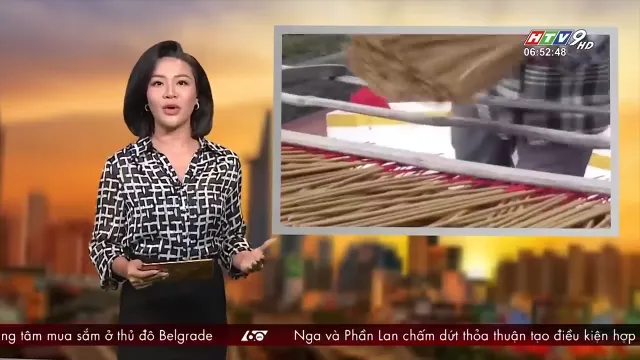 HTV9 HD
06:52:48
ng tâm mua sắm ở thủ đô Belgrade 60 Nga và Phần Lan chấm dứt thỏa thuận tạo điều kiện hợp